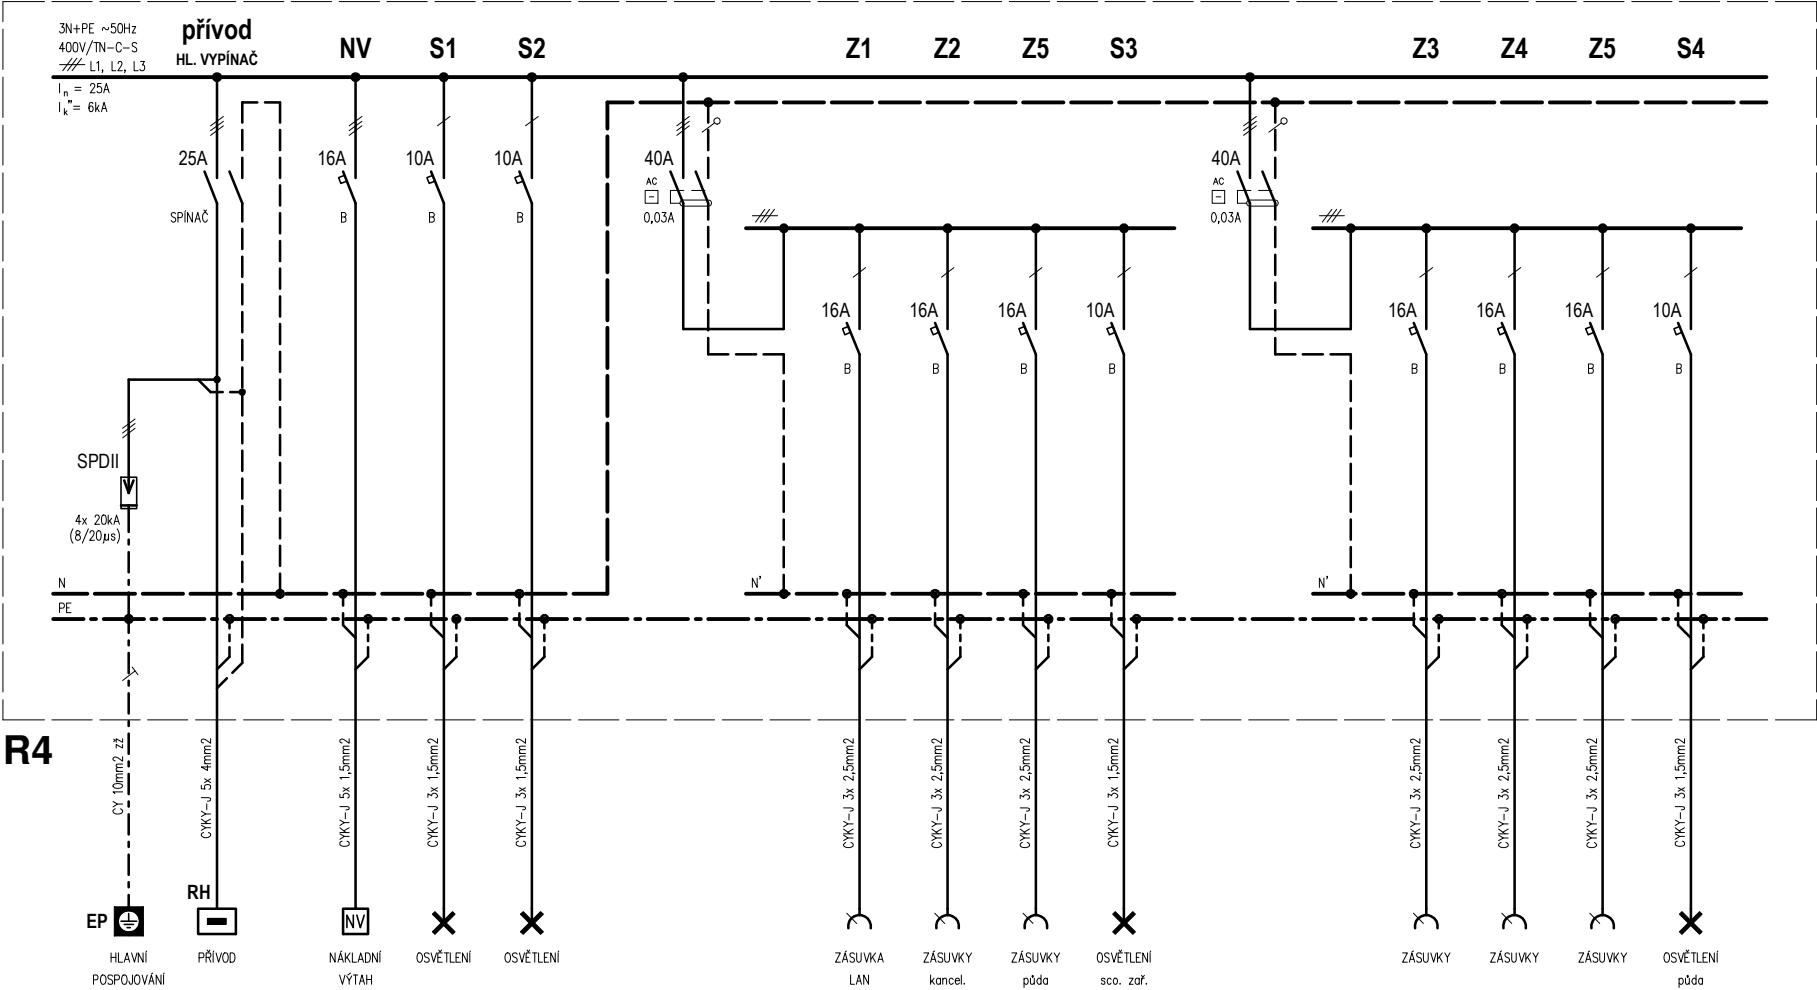 3N+PE ~50Hz
400V/TN-C-S
L1, L2, L3
In = 25A
Ik"= 6kA
přívod
HL. VYPÍNAČ
NV
S1
S2
Z1
Z2
Z5
S3
Z3
Z4
Z5
S4
25A
SPÍNAČ
16A
B
10A
B
10A
B
40A
AC
0,03A
40A
AC
0,03A
16A
B
16A
B
16A
B
10A
B
16A
B
16A
B
16A
B
10A
B
SPDII
4x 20kA
(8/20µs)
N
PE
N'
N'
R4
CY 10mm2 zž
CYKY-J 5x 4mm2
CYKY-J 5x 1,5mm2
CYKY-J 3x 1,5mm2
CYKY-J 3x 1,5mm2
CYKY-J 3x 2,5mm2
CYKY-J 3x 2,5mm2
CYKY-J 3x 2,5mm2
CYKY-J 3x 1,5mm2
CYKY-J 3x 2,5mm2
CYKY-J 3x 2,5mm2
CYKY-J 3x 2,5mm2
CYKY-J 3x 1,5mm2
EP
RH
NV
HLAVNÍ
POSPOJOVÁNÍ
PŘÍVOD
NÁKLADNÍ
VÝTAH
OSVĚTLENÍ
OSVĚTLENÍ
ZÁSUVKA
LAN
ZÁSUVKY
kancel.
ZÁSUVKY
půda
OSVĚTLENÍ
sco. zař.
ZÁSUVKY
ZÁSUVKY
ZÁSUVKY
OSVĚTLENÍ
půda